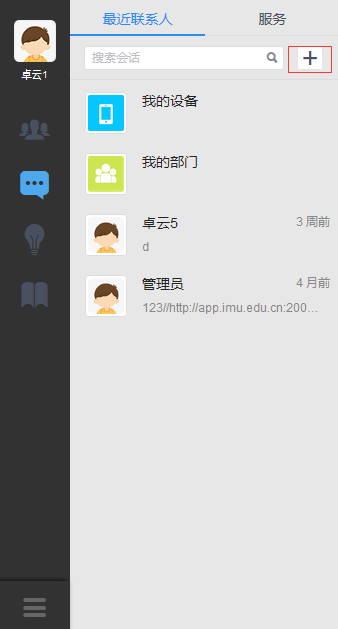 最近联系人
服务
卓云1
搜索会话
我的设备
我的部门
卓云5
3 周前
d
管理员
4 月前
123//http://app.imu.edu.cn:200...